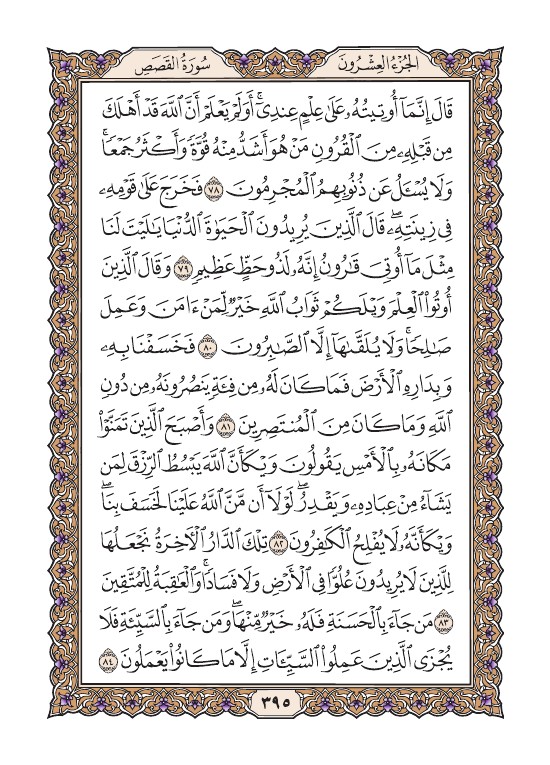 الجُزْءُ العِشْرُونَ
سُورَةُ القَصَصِ
قَالَ إِنَّمَآ أُوتِيتُهُۥ عَلَىٰ عِلْمٍ عِندِيٓۚ أَوَلَمْ يَعْلَمْ أَنَّ ٱللَّهَ قَدْ أَهْلَكَ
مِن قَبْلِهِۦ مِنَ ٱلْقُرُونِ مَنْ هُوَ أَشَدُّ مِنْهُ قُوَّةً وَأَكْثَرُ جَمْعًاۚ
وَلَا يُسْـَٔلُ عَن ذُنُوبِهِمُ ٱلْمُجْرِمُونَ ٧٨ فَخَرَجَ عَلَىٰ قَوْمِهِۦ
فِي زِينَتِهِۦۖ قَالَ ٱلَّذِينَ يُرِيدُونَ ٱلْحَيَوٰةَ ٱلدُّنْيَا يَـٰلَيْتَ لَنَا
مِثْلَ مَآ أُوتِيَ قَـٰرُونُ إِنَّهُۥ لَذُو حَظٍّ عَظِيمٍ ٧٩ وَقَالَ ٱلَّذِينَ
أُوتُوا۟ ٱلْعِلْمَ وَيْلَكُمْ ثَوَابُ ٱللَّهِ خَيْرٌ لِّمَنْ ءَامَنَ وَعَمِلَ
صَـٰلِحًاۚ وَلَا يُلَقَّىٰهَآ إِلَّا ٱلصَّـٰبِرُونَ ٨٠ فَخَسَفْنَا بِهِۦ
وَبِدَارِهِ ٱلْأَرْضَ فَمَا كَانَ لَهُۥ مِن فِئَةٍ يَنصُرُونَهُۥ مِن دُونِ
ٱللَّهِ وَمَا كَانَ مِنَ ٱلْمُنتَصِرِينَ ٨١ وَأَصْبَحَ ٱلَّذِينَ تَمَنَّوْا۟
مَكَانَهُۥ بِٱلْأَمْسِ يَقُولُونَ وَيْكَأَنَّ ٱللَّهَ يَبْسُطُ ٱلرِّزْقَ لِمَن
يَشَآءُ مِنْ عِبَادِهِۦ وَيَقْدِرُۖ لَوْلَآ أَن مَّنَّ ٱللَّهُ عَلَيْنَا لَخَسَفَ بِنَاۖ
وَيْكَأَنَّهُۥ لَا يُفْلِحُ ٱلْكَـٰفِرُونَ ٨٢ تِلْكَ ٱلدَّارُ ٱلْـَٔاخِرَةُ نَجْعَلُهَا
لِلَّذِينَ لَا يُرِيدُونَ عُلُوًّا فِي ٱلْأَرْضِ وَلَا فَسَادًاۚ وَٱلْعَـٰقِبَةُ لِلْمُتَّقِينَ
٨٣ مَن جَآءَ بِٱلْحَسَنَةِ فَلَهُۥ خَيْرٌ مِّنْهَاۖ وَمَن جَآءَ بِٱلسَّيِّئَةِ فَلَا
يُجْزَى ٱلَّذِينَ عَمِلُوا۟ ٱلسَّيِّـَٔاتِ إِلَّا مَا كَانُوا۟ يَعْمَلُونَ ٨٤
٣٩٥